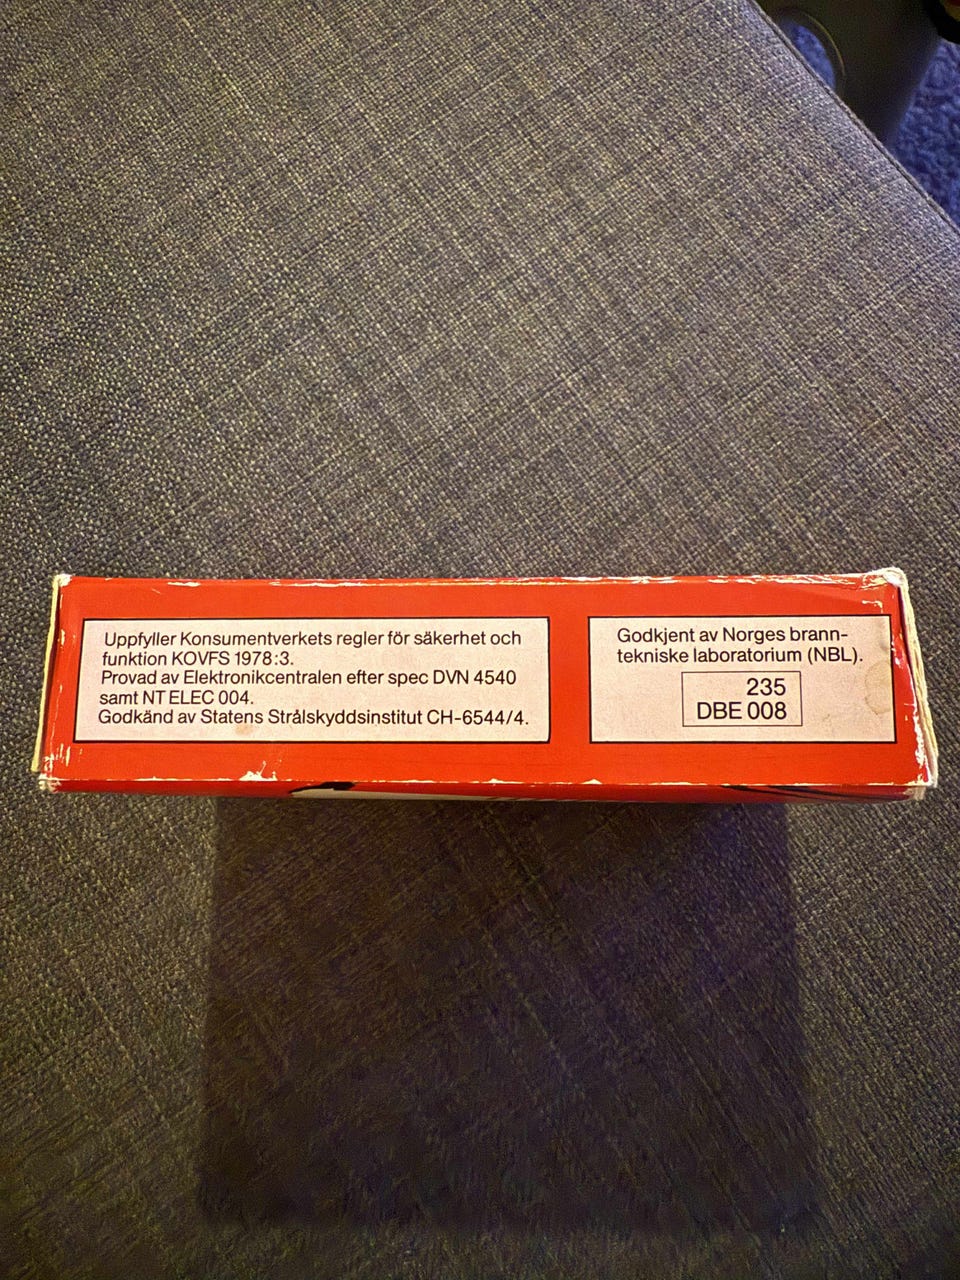 Uppfyller Konsumentverkets regler för säkerhet och
funktion KOVFS 1978:3.
Provad av Elektronikcentralen efter spec DVN 4540
samt NT ELEC 004.
Godkänd av Statens Strålskyddsinstitut CH-6544/4.
Godkjent av Norges brann-
tekniske laboratorium (NBL).
235
DBE 008